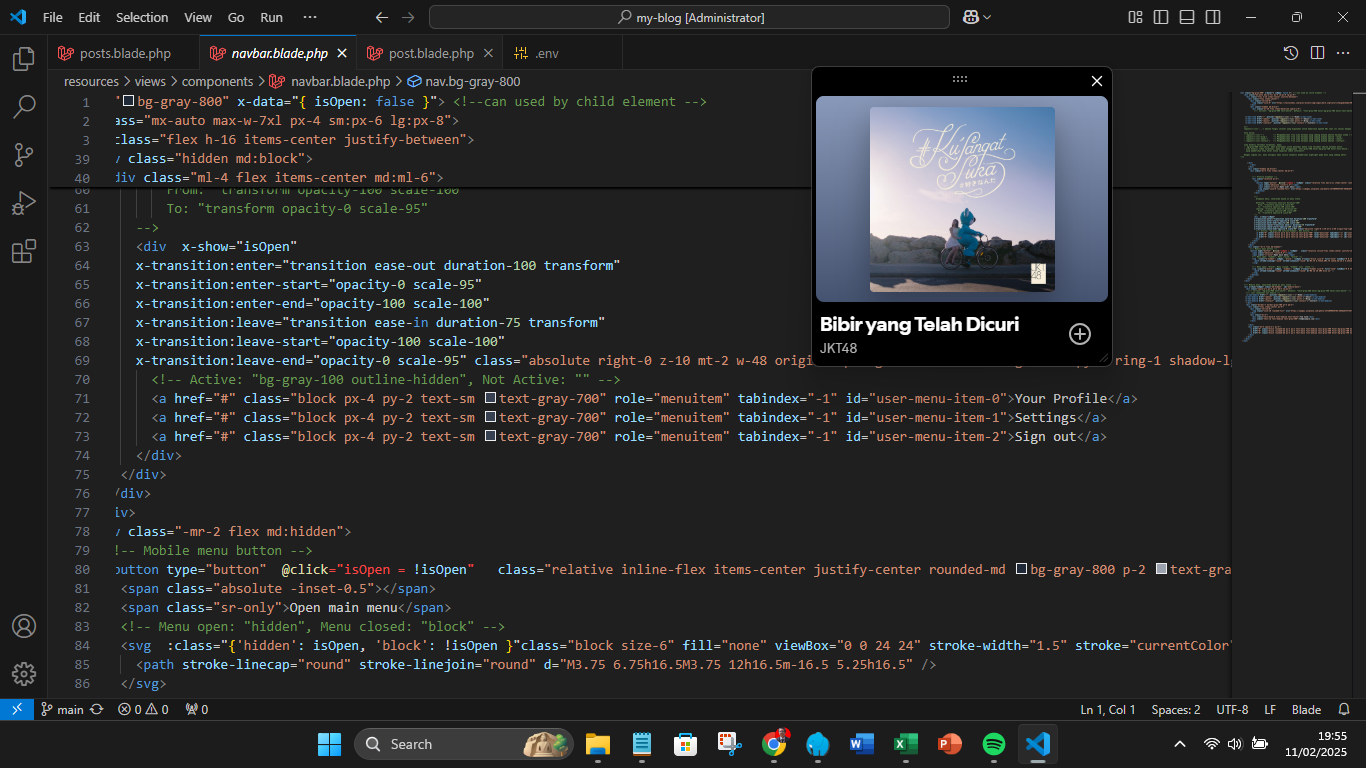 File Edit Selection View Go Run ···
my-blog [Administrator]
posts.blade.php
navbar.blade.php
post.blade.php
.env
resources > views > components > navbar.blade.php > nav.bg-gray-800
1 bg-gray-800" x-data="{ isOpen: false }"> <!--can used by child element -->
2 ass="mx-auto max-w-7xl px-4 sm:px-6 lg:px-8">
3 class="flex h-16 items-center justify-between">
39 class="hidden md:block">
40 div class="ml-4 flex items-center md:ml-6">
60 From: "transform opacity-100 scale-100"
61 To: "transform opacity-0 scale-95"
62 -->
63 <div  x-show="isOpen"
64 x-transition:enter="transition ease-out duration-100 transform"
65 x-transition:enter-start="opacity-0 scale-95"
66 x-transition:enter-end="opacity-100 scale-100"
67 x-transition:leave="transition ease-in duration-75 transform"
68 x-transition:leave-start="opacity-100 scale-100"
69 x-transition:leave-end="opacity-0 scale-95" class="absolute right-0 z-10 mt-2 w-48 origi ring-1 shadow-lg
70 <!-- Active: "bg-gray-100 outline-hidden", Not Active: "" -->
71 <a href="#" class="block px-4 py-2 text-sm text-gray-700" role="menuitem" tabindex="-1" id="user-menu-item-0">Your Profile</a>
72 <a href="#" class="block px-4 py-2 text-sm text-gray-700" role="menuitem" tabindex="-1" id="user-menu-item-1">Settings</a>
73 <a href="#" class="block px-4 py-2 text-sm text-gray-700" role="menuitem" tabindex="-1" id="user-menu-item-2">Sign out</a>
74 </div>
75 </div>
76 /div>
77 iv>
78 class="-mr-2 flex md:hidden">
79 !-- Mobile menu button -->
80 button type="button"  @click="isOpen = !isOpen"   class="relative inline-flex items-center justify-center rounded-md bg-gray-800 p-2 text-gra
81 <span class="absolute -inset-0.5"></span>
82 <span class="sr-only">Open main menu</span>
83 <!-- Menu open: "hidden", Menu closed: "block" -->
84 <svg  :class="{'hidden': isOpen, 'block': !isOpen }"class="block size-6" fill="none" viewBox="0 0 24 24" stroke-width="1.5" stroke="currentColor"
85 <path stroke-linecap="round" stroke-linejoin="round" d="M3.75 6.75h16.5M3.75 12h16.5m-16.5 5.25h16.5" />
86 </svg>
#KuSangat
Suka
#好きなんだ
JKT
48
Bibir yang Telah Dicuri
JKT48
main 0 0 0
Ln 1, Col 1 Spaces: 2 UTF-8 LF Blade
Search
19:55
11/02/2025